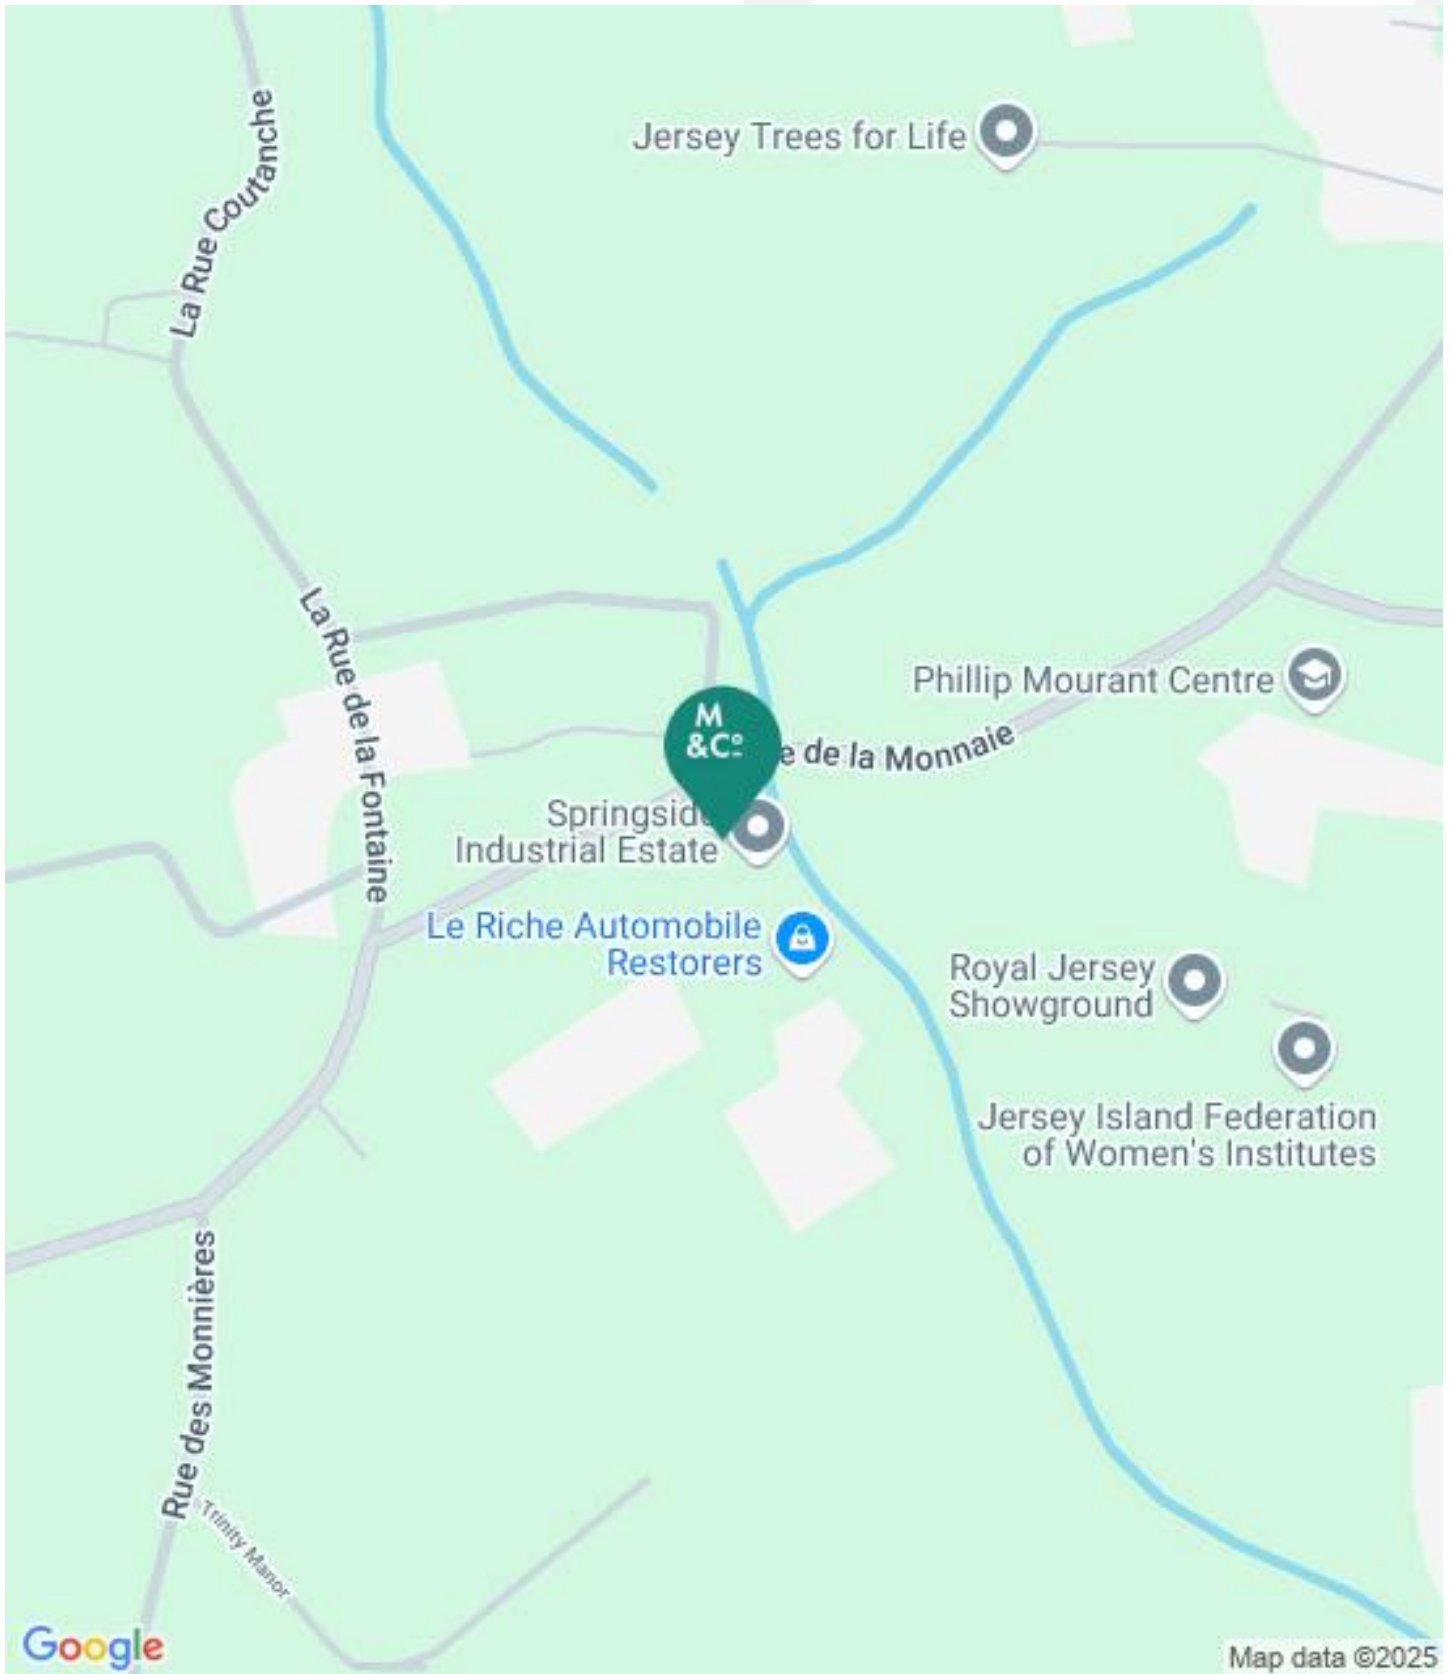 La Rue Coutanche
Jersey Trees for Life
La Rue de la Fontaine
Phillip Mourant Centre
M
&Co
e de la Monnaie
Springside
Industrial Estate
Le Riche Automobile
Restorers
Royal Jersey
Showground
Jersey Island Federation
of Women's Institutes
Rue des Monnières
Trinity Manor
Google
Map data ©2025